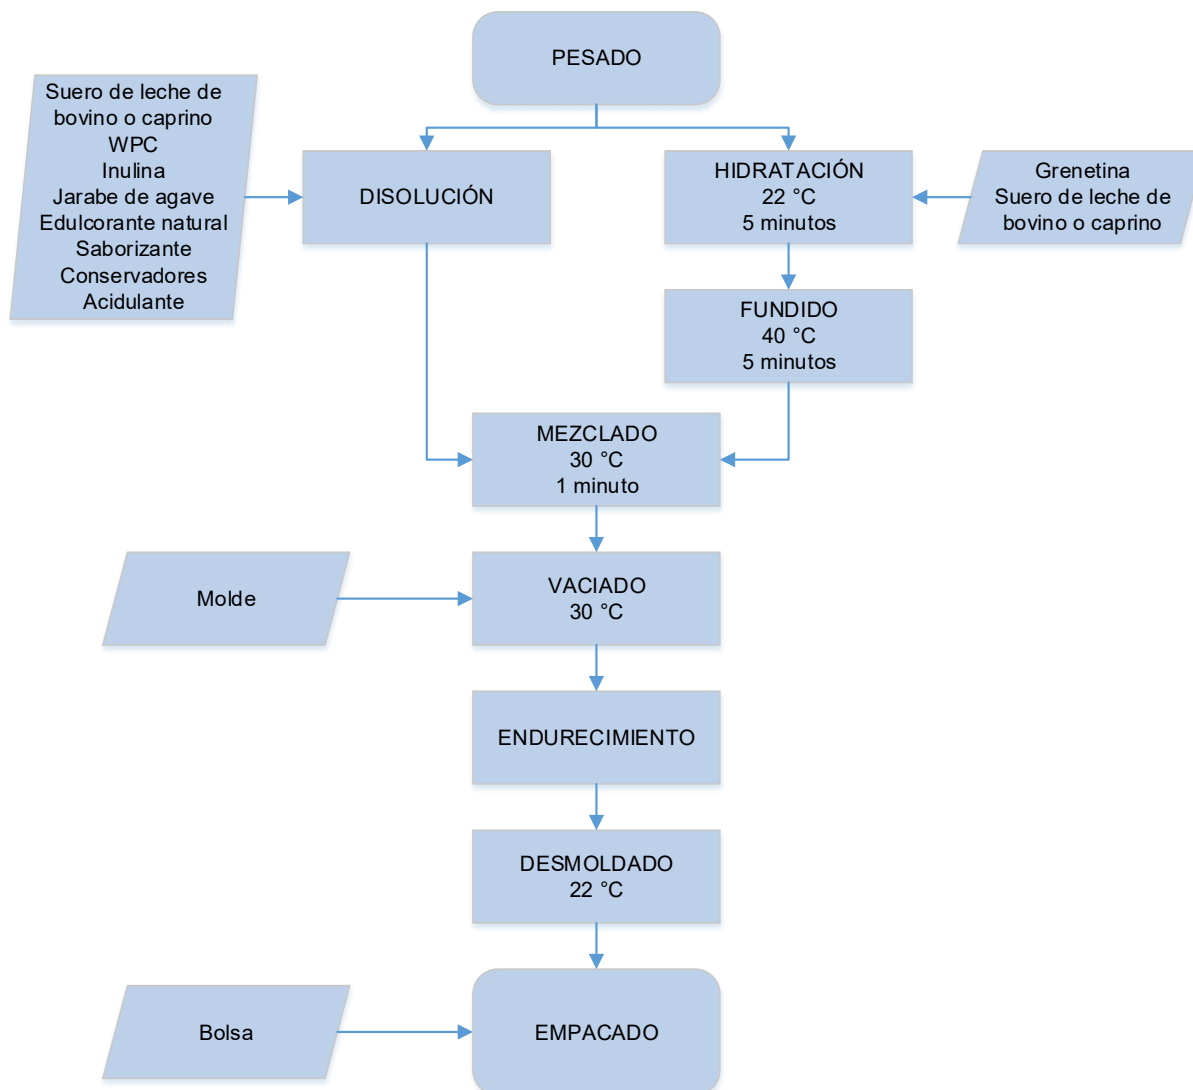 PESADO
Suero de leche de
bovino o caprino
WPC
Inulina
Jarabe de agave
Edulcorante natural
Saborizante
Conservadores
Acidulante
DISOLUCIÓN
HIDRATACIÓN
22 °C
5 minutos
Grenetina
Suero de leche de
bovino o caprino
FUNDIDO
40 °C
5 minutos
MEZCLADO
30 °C
1 minuto
Molde
VACIADO
30 °C
ENDURECIMIENTO
DESMOLDADO
22 °C
Bolsa
EMPACADO